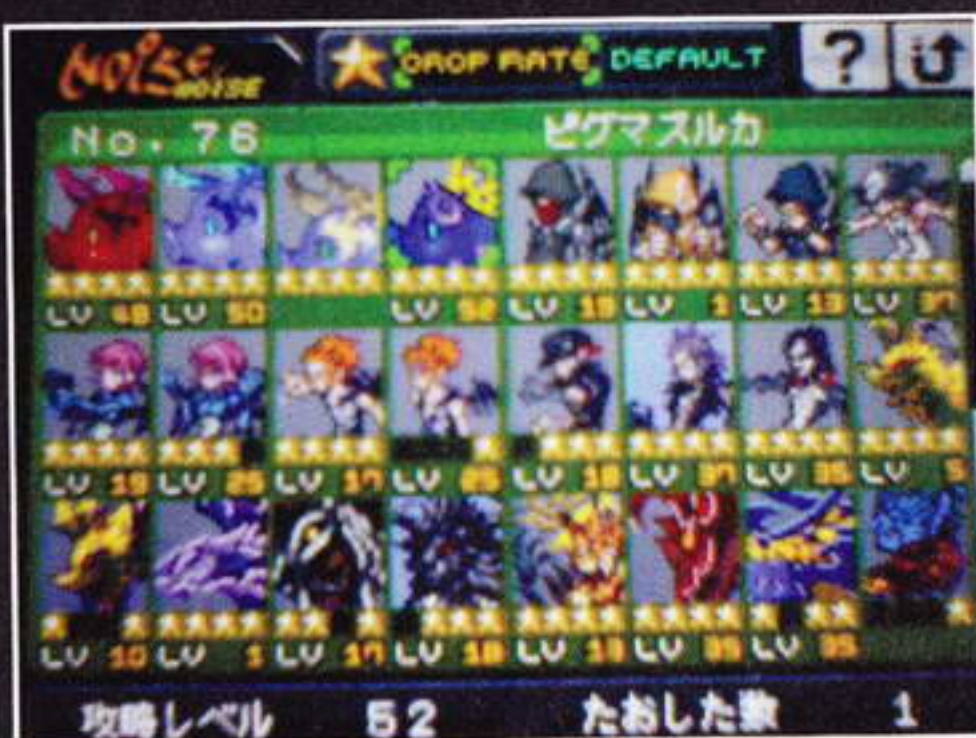 NOISE NOISE
DROP RATE DEFAULT ?
No. 76 ピグマスルカ
LV 48 LV 50 LV 52 LV 19 LV 1 LV 13 LV 37
LV 19 LV 25 LV 17 LV 25 LV 18 LV 37 LV 35 LV 5
LV 10 LV 1 LV 17 LV 18 LV 19 LV 39 LV 35
攻略レベル 52 たおした数 1